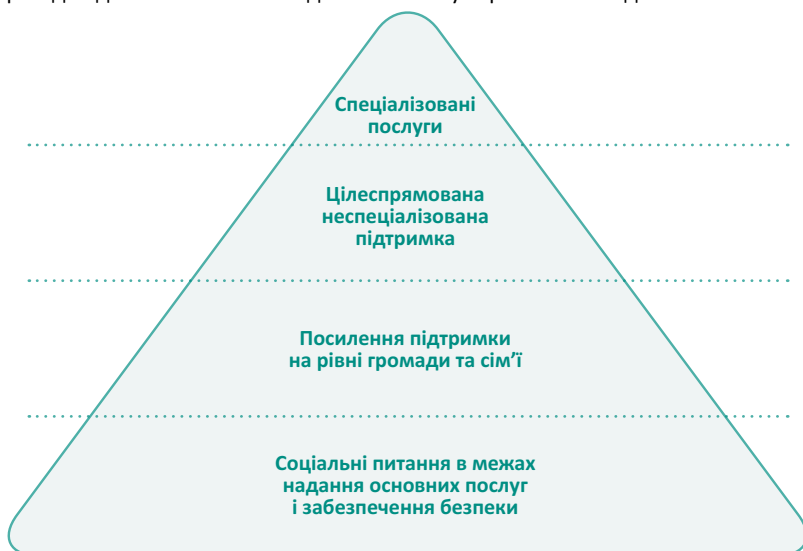 Спеціалізовані
послуги
Цілеспрямована
неспеціалізована
підтримка
Посилення підтримки
на рівні громади та сім’ї
Соціальні питання в межах
надання основних послуг
і забезпечення безпеки